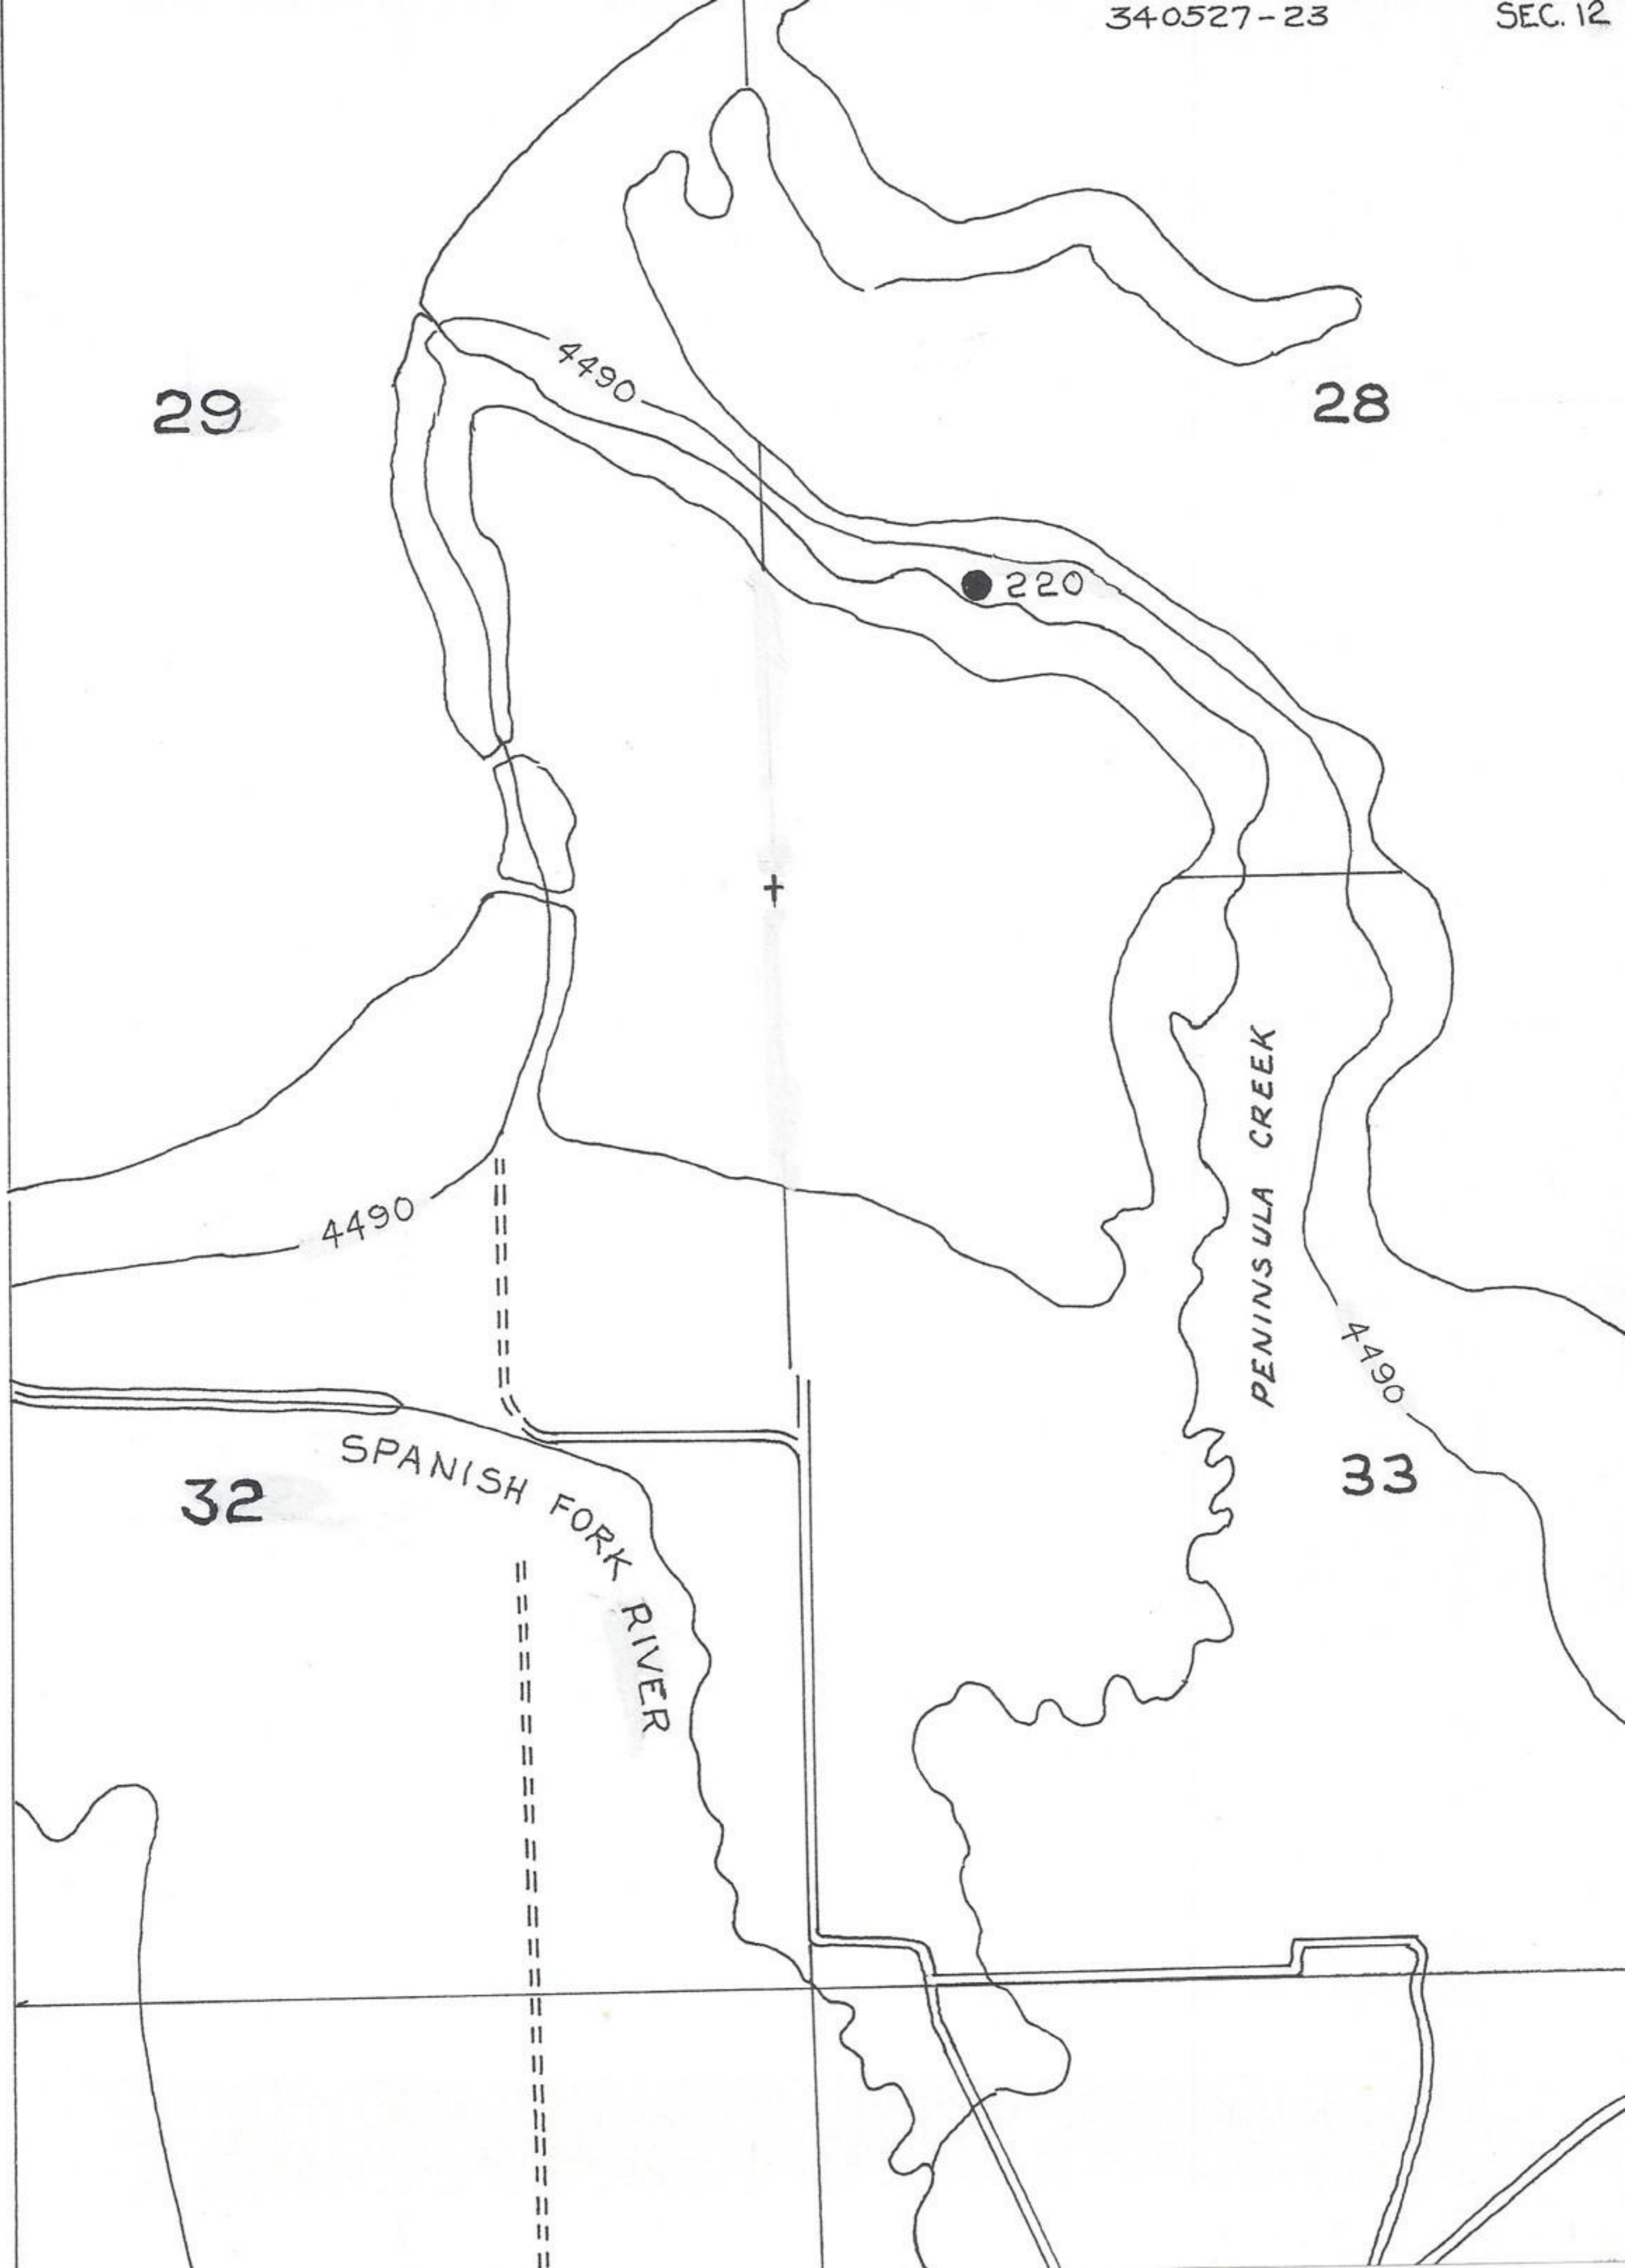 340527-23 SEC. 12
4490
29
28
220
PENINSULA CREEK
4490
4490
SPANISH FORK RIVER
33
32